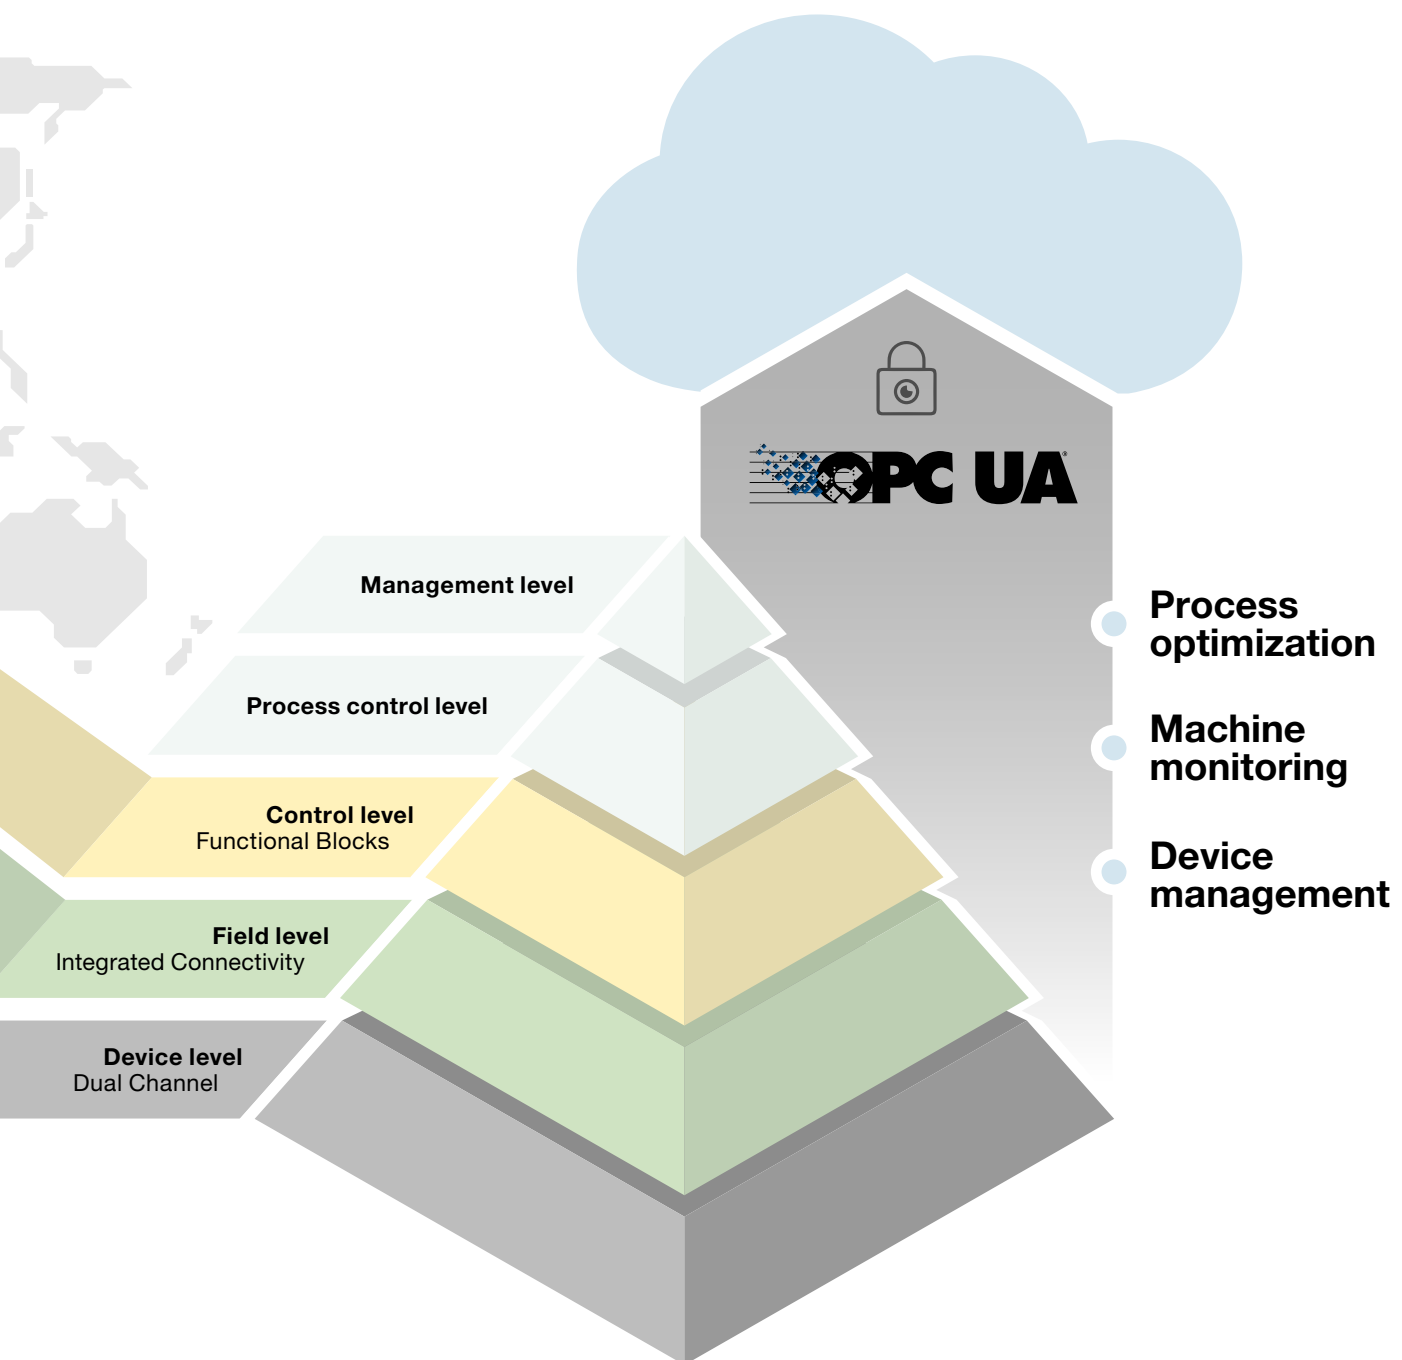 OPC UA®
Management level
Process control level
Control level
Functional Blocks
Field level
Integrated Connectivity
Device level
Dual Channel
Process
optimization
Machine
monitoring
Device
management